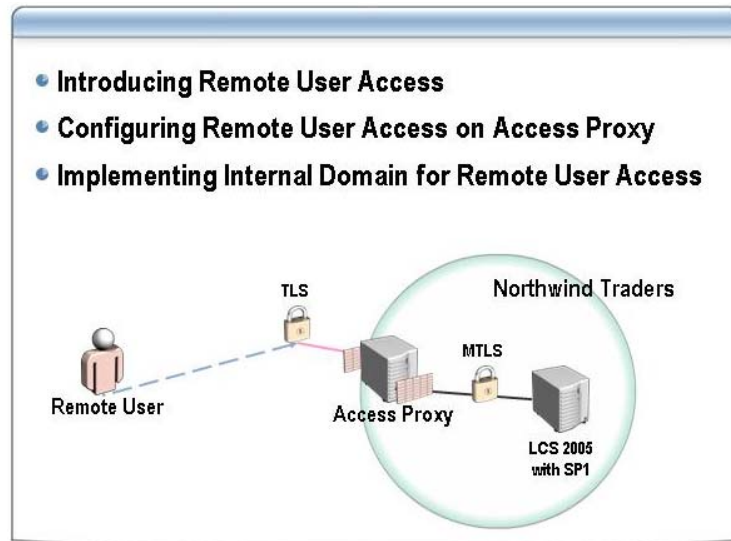 Introducing Remote User Access
Configuring Remote User Access on Access Proxy
Implementing Internal Domain for Remote User Access
Northwind Traders
TLS
MTLS
Remote User
Access Proxy
LCS 2005
with SP1